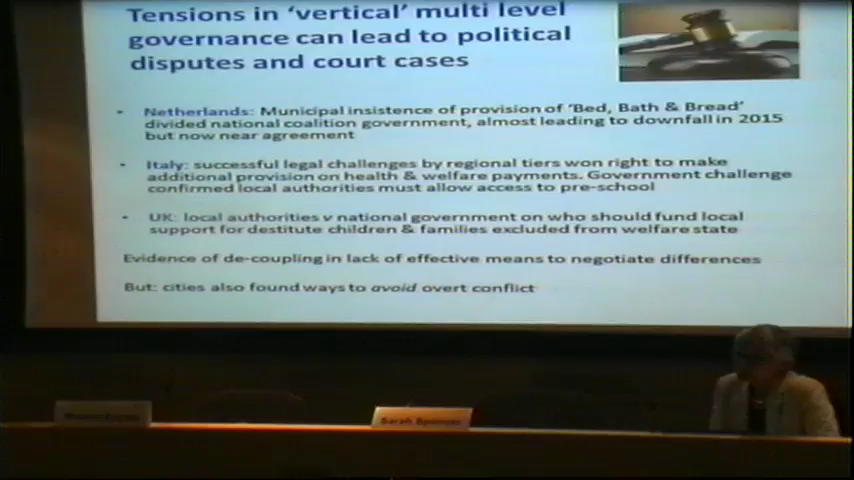 Tensions in ‘vertical’ multi level
governance can lead to political
disputes and court cases
• Netherlands: Municipal insistence of provision of ‘Bed, Bath & Bread’
divided national coalition government, almost leading to downfall in 2015
but now near agreement
• Italy: successful legal challenges by regional tiers won right to make
additional provision on health & welfare payments. Government challenge
confirmed local authorities must allow access to pre-school
• UK: local authorities v national government on who should fund local
support for destitute children & families excluded from welfare state
Evidence of de-coupling in lack of effective means to negotiate differences
But: cities also found ways to avoid overt conflict
Sarah Spencer